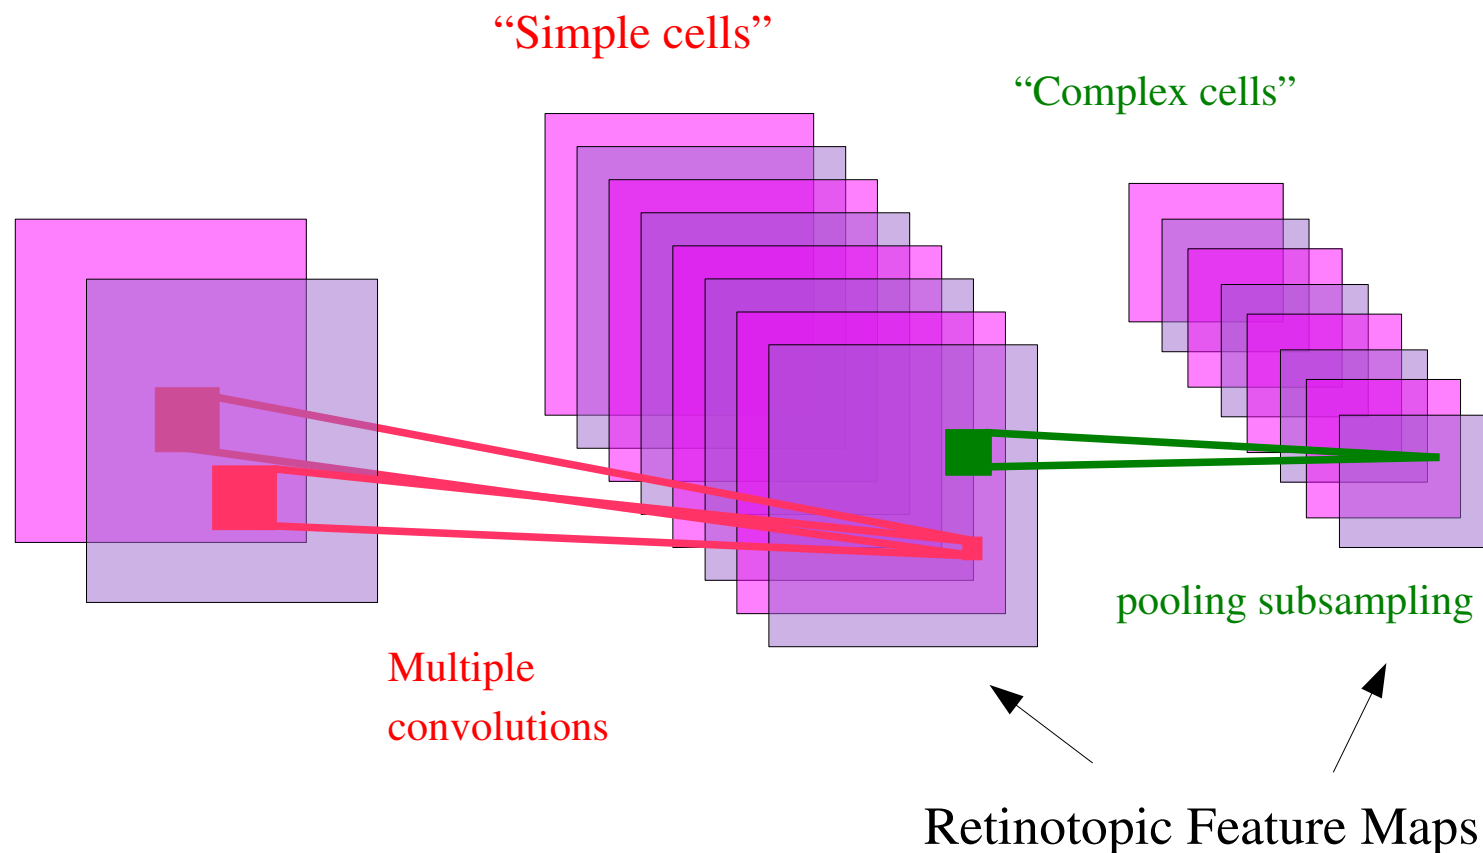 “Simple cells”
“Complex cells”
pooling subsampling
Multiple
convolutions
Retinotopic Feature Maps